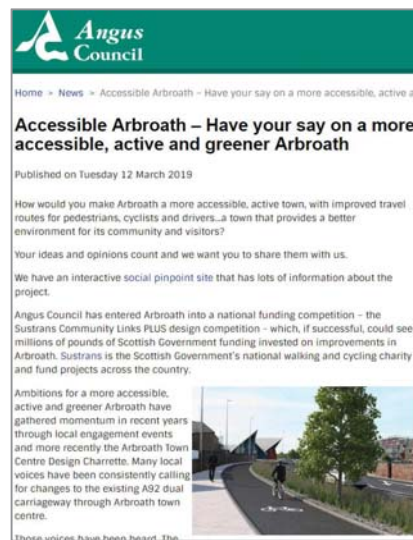 Angus
Council
Home > News > Accessible Arbroath – Have your say on a more accessible, active a
Accessible Arbroath – Have your say on a more
accessible, active and greener Arbroath
Published on Tuesday 12 March 2019
How would you make Arbroath a more accessible, active town, with improved travel
routes for pedestrians, cyclists and drivers...a town that provides a better
environment for its community and visitors?
Your ideas and opinions count and we want you to share them with us.
We have an interactive social pinpoint site that has lots of information about the
project.
Angus Council has entered Arbroath into a national funding competition – the
Sustrans Community Links PLUS design competition – which, if successful, could see
millions of pounds of Scottish Government funding invested on improvements in
Arbroath. Sustrans is the Scottish Government's national walking and cycling charity
and fund projects across the country.
Ambitions for a more accessible,
active and greener Arbroath have
gathered momentum in recent years
through local engagement events
and more recently the Arbroath Town
Centre Design Charrette. Many local
voices have been consistently calling
for changes to the existing A92 dual
carriageway through Arbroath town
centre.
Those voices have been heard. The